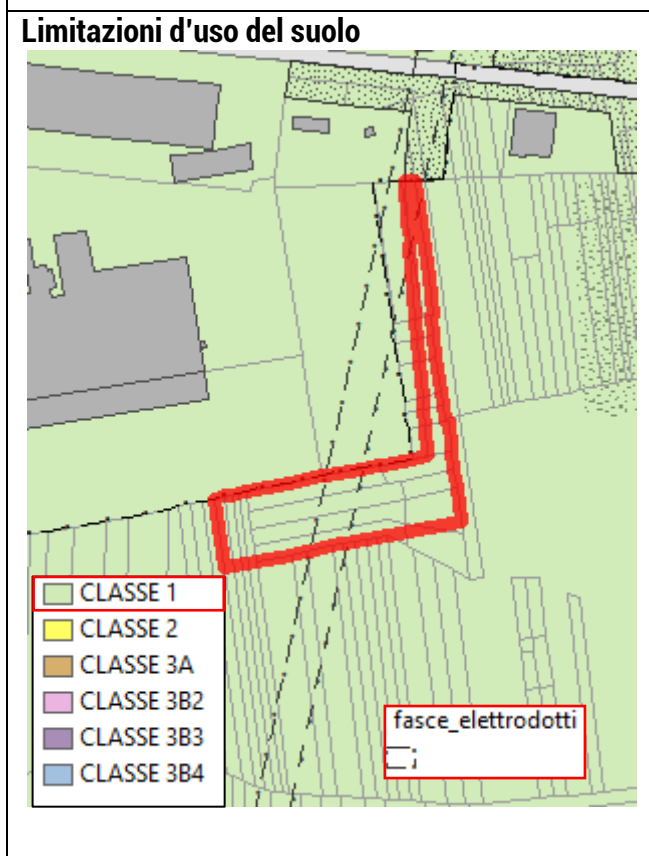 Limitazioni d'uso del suolo
CLASSE 1
CLASSE 2
CLASSE 3A
CLASSE 3B2
CLASSE 3B3
CLASSE 3B4
fasce_elettrodotti